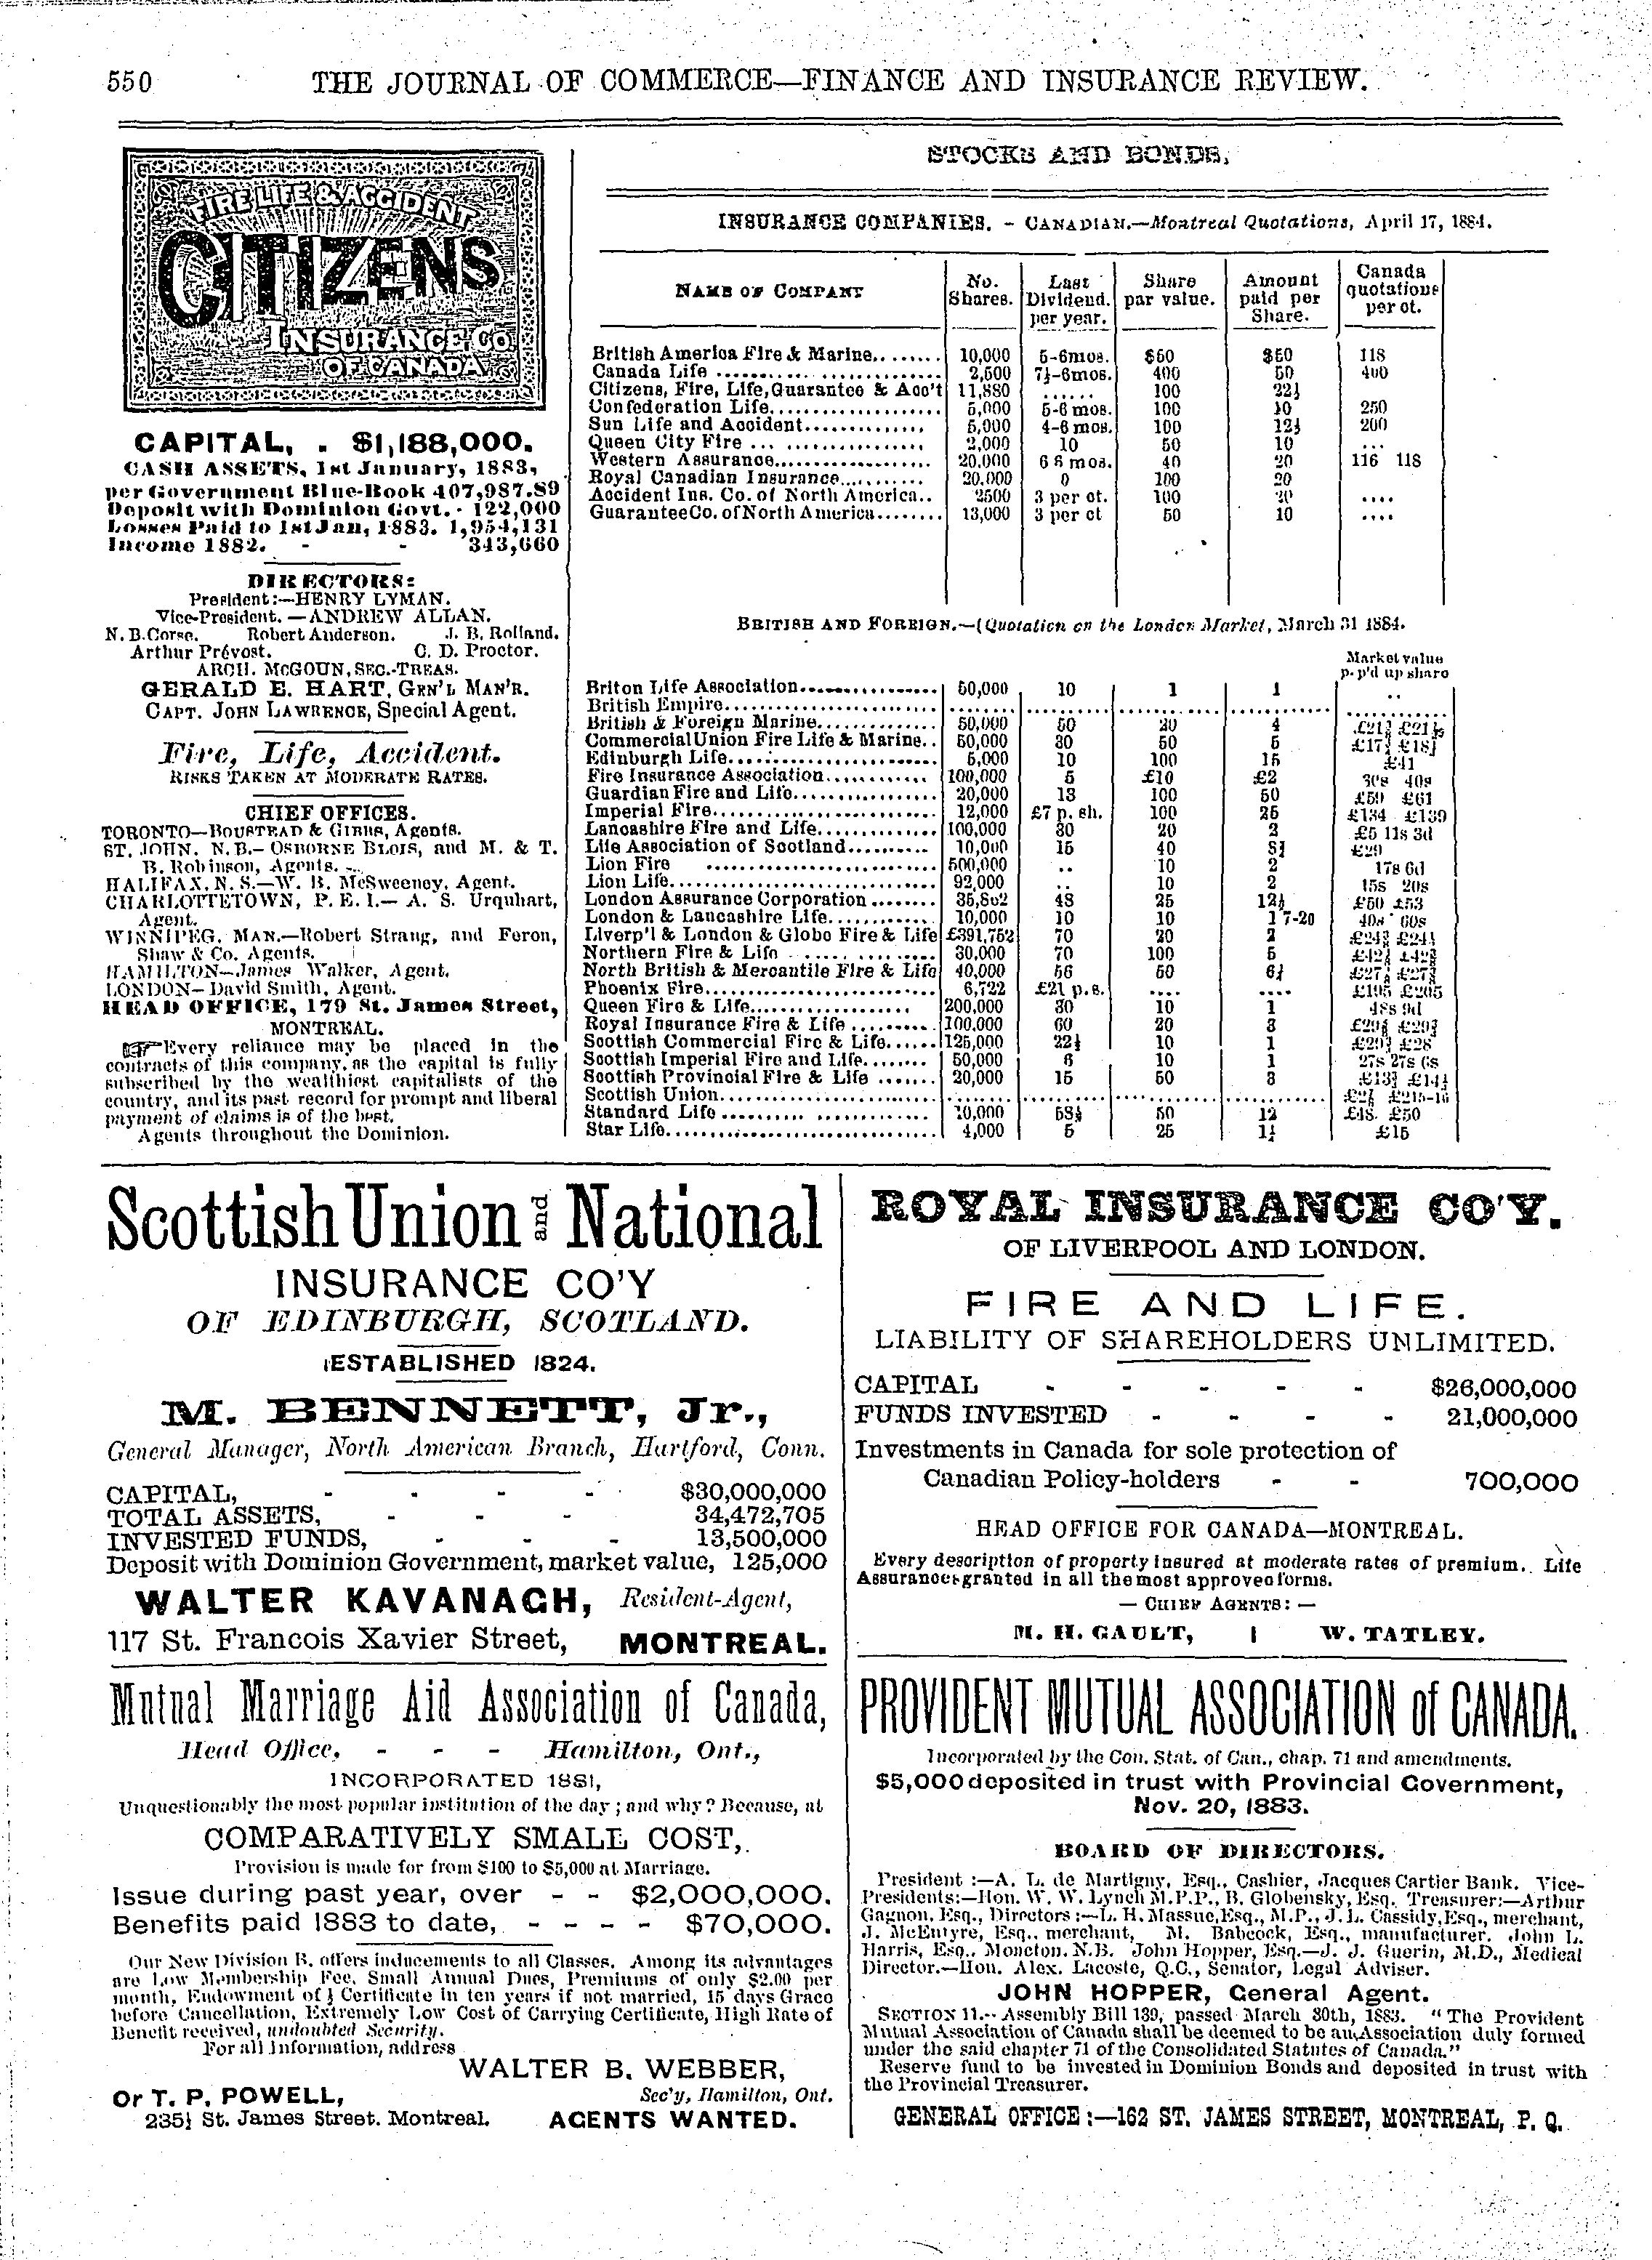 550 THE JOURNAL OF COMMERCE—FINANCE AND INSURANCE REVIEW.
FIRE LIFE & ACCIDENT
CITIZENS
INSURANCE Co.
OF CANADA
CAPITAL, . $1,188,000.
CASH ASSETS, 1st January, 1883,
per Government Blue-Book 407,987.89
Deposit with Dominion Govt. - 122,000
Losses Paid to 1st Jan, 1883. 1,954,131
Income 1882. - - 343,660
DIRECTORS:
President:—HENRY LYMAN.
Vice-President. —ANDREW ALLAN.
N. B. Corse. Robert Anderson. J. B. Rolland.
Arthur Prévost. C. D. Proctor.
ARCH. McGOUN, SEC.-TREAS.
GERALD E. HART, GEN'L MAN'R.
CAPT. JOHN LAWRENCE, Special Agent.
Fire, Life, Accident.
RISKS TAKEN AT MODERATE RATES.
CHIEF OFFICES.
TORONTO—BOUSTEAD & GIBBS, Agents.
ST. JOHN. N. B.— OSBORNE BLOIS, and M. & T.
B. Robinson, Agents.
HALIFAX, N. S.—W. B. McSweeney, Agent.
CHARLOTTETOWN, P. E. I.— A. S. Urquhart,
Agent.
WINNIPEG, MAN.—Robert Strang, and Feron,
Shaw & Co. Agents.
HAMILTON—James Walker, Agent.
LONDON—David Smith, Agent.
HEAD OFFICE, 179 St. James Street,
MONTREAL.
Every reliance may be placed in the
contracts of this company, as the capital is fully
subscribed by the wealthiest capitalists of the
country, and its past record for prompt and liberal
payment of claims is of the best.
Agents throughout the Dominion.
STOCKS AND BONDS.
INSURANCE COMPANIES. - CANADIAN.—Montreal Quotations, April 17, 1884.
NAME OF COMPANY | No. Shares. | Last Dividend. per year. | Share par value. | Amount paid per Share. | Canada quotations per ct.
British America Fire & Marine 10,000 5-6mos. $50 $50 118
Canada Life 2,500 7½-6mos. 400 50 400
Citizens, Fire, Life, Guarantee & Acc't 11,880 ...... 100 22½
Confederation Life 5,000 5-6 mos. 100 10 250
Sun Life and Accident 5,000 4-6 mos. 100 12½ 200
Queen City Fire ... 2,000 10 50 10 ...
Western Assurance 20,000 6 6 mos. 40 20 116 118
Royal Canadian Insurance 20,000 0 100 20
Accident Ins. Co. of North America.. 2500 3 per ct. 100 20 ....
Guarantee Co. of North America 13,000 3 per ct 50 10 ....
BRITISH AND FOREIGN.—(Quotation on the London Market, March 31 1884.
Market value p. p'd up share
Briton Life Association 50,000 10 1 1 ..
British Empire
British & Foreign Marine 50,000 50 20 4
Commercial Union Fire Life & Marine.. 50,000 30 50 5
Edinburgh Life 5,000 10 100 15 £41
Fire Insurance Association 100,000 5 £10 £2 30s 40s
Guardian Fire and Life 20,000 13 100 50 £59 £61
Imperial Fire 12,000 £7 p. sh. 100 25 £134 £139
Lancashire Fire and Life 100,000 30 20 2 £5 11s 3d
Life Association of Scotland 10,000 15 40 £29
Lion Fire 500,000 .. 10 2 17s 6d
Lion Life 92,000 .. 10 2 15s 20s
London Assurance Corporation 35,862 48 25 12½ £50 £53
London & Lancashire Life 10,000 10 10 1 7-20 40s 60s
Liverp'l & London & Globe Fire & Life £391,752 70 20 2
Northern Fire & Life 30,000 70 100 5
North British & Mercantile Fire & Life 40,000 56 50 6¼
Phoenix Fire 6,722 £21 p.s. .... .... £195 £205
Queen Fire & Life 200,000 30 10 1 48s 9d
Royal Insurance Fire & Life 100,000 60 20 3
Scottish Commercial Fire & Life 125,000 22½ 10 1
Scottish Imperial Fire and Life 50,000 6 10 1 27s 27s 6s
Scottish Provincial Fire & Life 20,000 15 50 3
Scottish Union
Standard Life 10,000 58½ 50 12 £48. £50
Star Life 4,000 5 25 1¼ £15
Scottish Union and National
INSURANCE CO'Y
OF EDINBURGH, SCOTLAND.
ESTABLISHED 1824.
M. BENNETT, Jr.,
General Manager, North American Branch, Hartford, Conn.
CAPITAL, - - - - $30,000,000
TOTAL ASSETS, - - - 34,472,705
INVESTED FUNDS, - - - 13,500,000
Deposit with Dominion Government, market value, 125,000
WALTER KAVANAGH, Resident-Agent,
117 St. Francois Xavier Street, MONTREAL.
ROYAL INSURANCE CO'Y.
OF LIVERPOOL AND LONDON.
FIRE AND LIFE.
LIABILITY OF SHAREHOLDERS UNLIMITED.
CAPITAL - - - - - $26,000,000
FUNDS INVESTED - - - - 21,000,000
Investments in Canada for sole protection of
Canadian Policy-holders - - 700,000
HEAD OFFICE FOR CANADA—MONTREAL.
Every description of property insured at moderate rates of premium. Life
Assurances granted in all the most approved forms.
— CHIEF AGENTS: —
M. H. GAULT, | W. TATLEY.
Mutual Marriage Aid Association of Canada,
Head Office, - - - Hamilton, Ont.,
INCORPORATED 1881,
Unquestionably the most popular institution of the day; and why? Because, at
COMPARATIVELY SMALL COST,
Provision is made for from $100 to $5,000 at Marriage.
Issue during past year, over - - $2,000,000.
Benefits paid 1883 to date, - - - - $70,000.
Our New Division B. offers inducements to all Classes. Among its advantages
are Low Membership Fee, Small Annual Dues, Premiums of only $2.00 per
month, Endowment of ½ Certificate in ten years if not married, 15 days Grace
before Cancellation, Extremely Low Cost of Carrying Certificate, High Rate of
Benefit received, undoubted Security.
For all Information, address
WALTER B. WEBBER,
Sec'y, Hamilton, Ont.
Or T. P. POWELL,
235½ St. James Street. Montreal. AGENTS WANTED.
PROVIDENT MUTUAL ASSOCIATION of CANADA.
Incorporated by the Con. Stat. of Can., chap. 71 and amendments.
$5,000 deposited in trust with Provincial Government,
Nov. 20, 1883.
BOARD OF DIRECTORS.
President :—A. L. de Martigny, Esq., Cashier, Jacques Cartier Bank. Vice-
Presidents:—Hon. W. W. Lynch M.P.P., B. Globensky, Esq. Treasurer:—Arthur
Gagnon, Esq., Directors :—L. H. Massue, Esq., M.P., J. L. Cassidy, Esq., merchant,
J. McEntyre, Esq., merchant, M. Babcock, Esq., manufacturer. John L.
Harris, Esq., Moncton. N.B. John Hopper, Esq.—J. J. Guerin, M.D., Medical
Director.—Hon. Alex. Lacoste, Q.C., Senator, Legal Adviser.
JOHN HOPPER, General Agent.
SECTION 11.-- Assembly Bill 139, passed March 30th, 1883. "The Provident
Mutual Association of Canada shall be deemed to be an Association duly formed
under the said chapter 71 of the Consolidated Statutes of Canada."
Reserve fund to be invested in Dominion Bonds and deposited in trust with
the Provincial Treasurer.
GENERAL OFFICE :—162 ST. JAMES STREET, MONTREAL, P. Q.